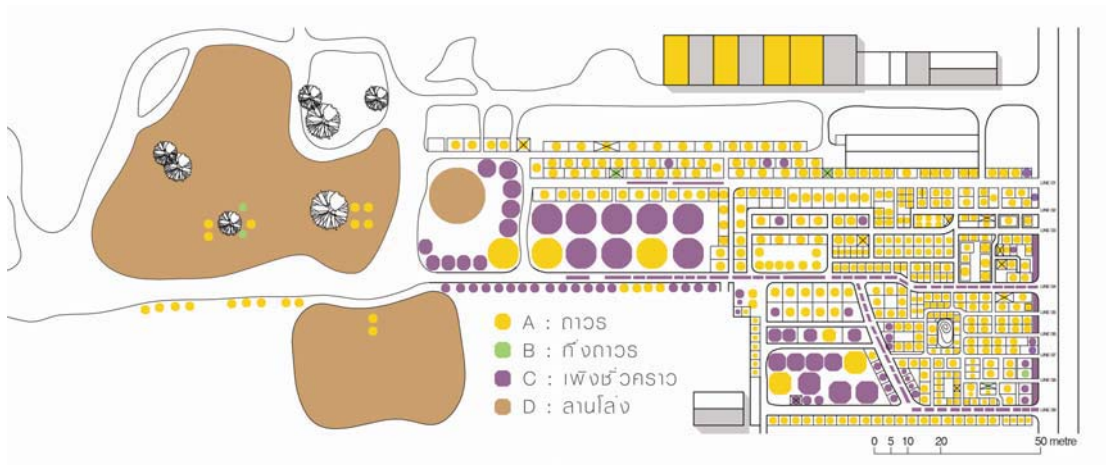 A : ถาวร
B : กึ่งถาวร
C : เพิงชั่วคราว
D : ลานโล่ง
0 5 10 20 50 metre